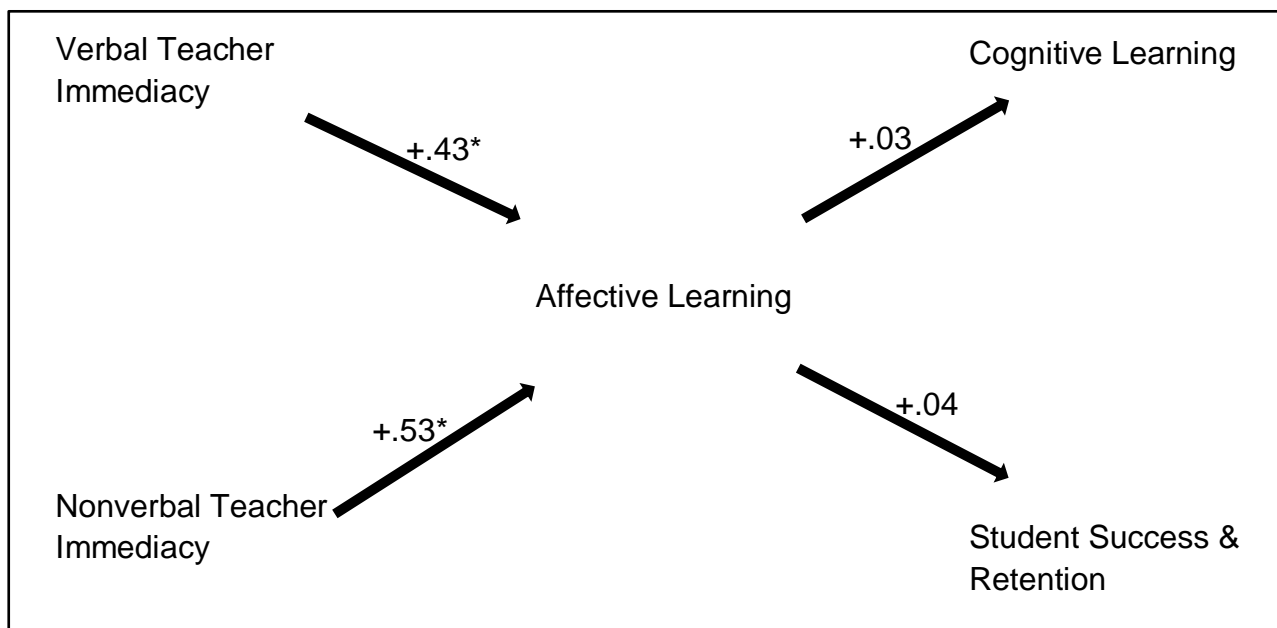 Verbal Teacher
Immediacy
Cognitive Learning
+.43*
+.03
Affective Learning
+.53*
+.04
Nonverbal Teacher
Immediacy
Student Success &
Retention